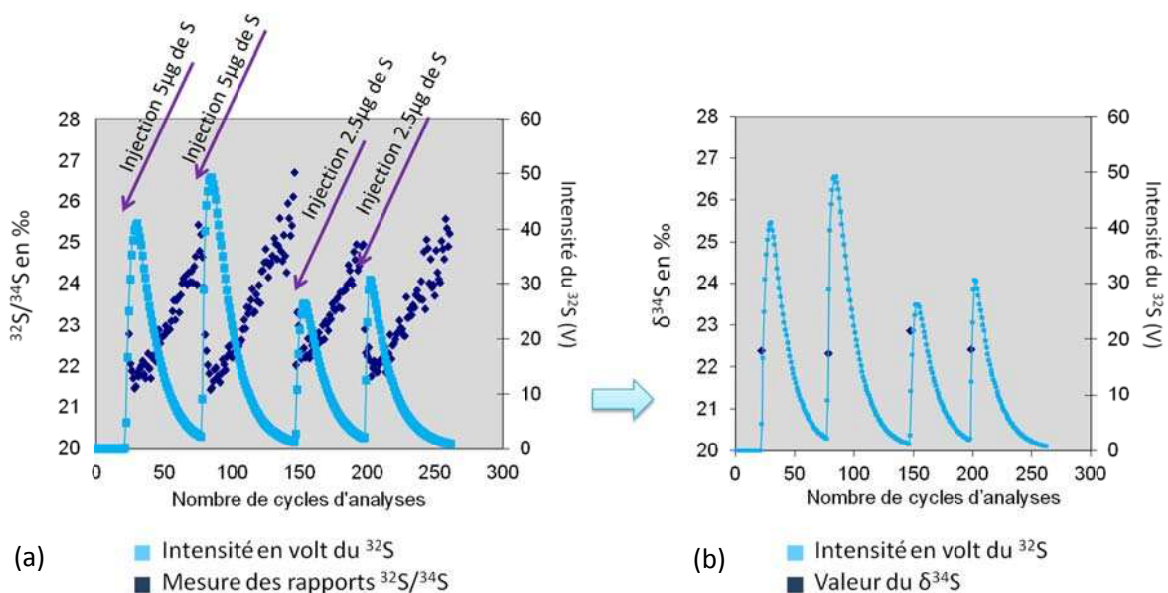 Injection 5µg de S
Injection 5µg de S
Injection 2.5µg de S
Injection 2.5µg de S
³²S/³⁴S en ‰
28
27
26
25
24
23
22
21
20
60
50
40
30
20
10
0
Intensité du ³²S (V)
0 50 100 150 200 250 300
Nombre de cycles d'analyses
(a)
Intensité en volt du ³²S
Mesure des rapports ³²S/³⁴S
δ³⁴S en ‰
28
27
26
25
24
23
22
21
20
60
50
40
30
20
10
0
Intensité du ³²S (V)
0 50 100 150 200 250 300
Nombre de cycles d'analyses
(b)
Intensité en volt du ³²S
Valeur du δ³⁴S